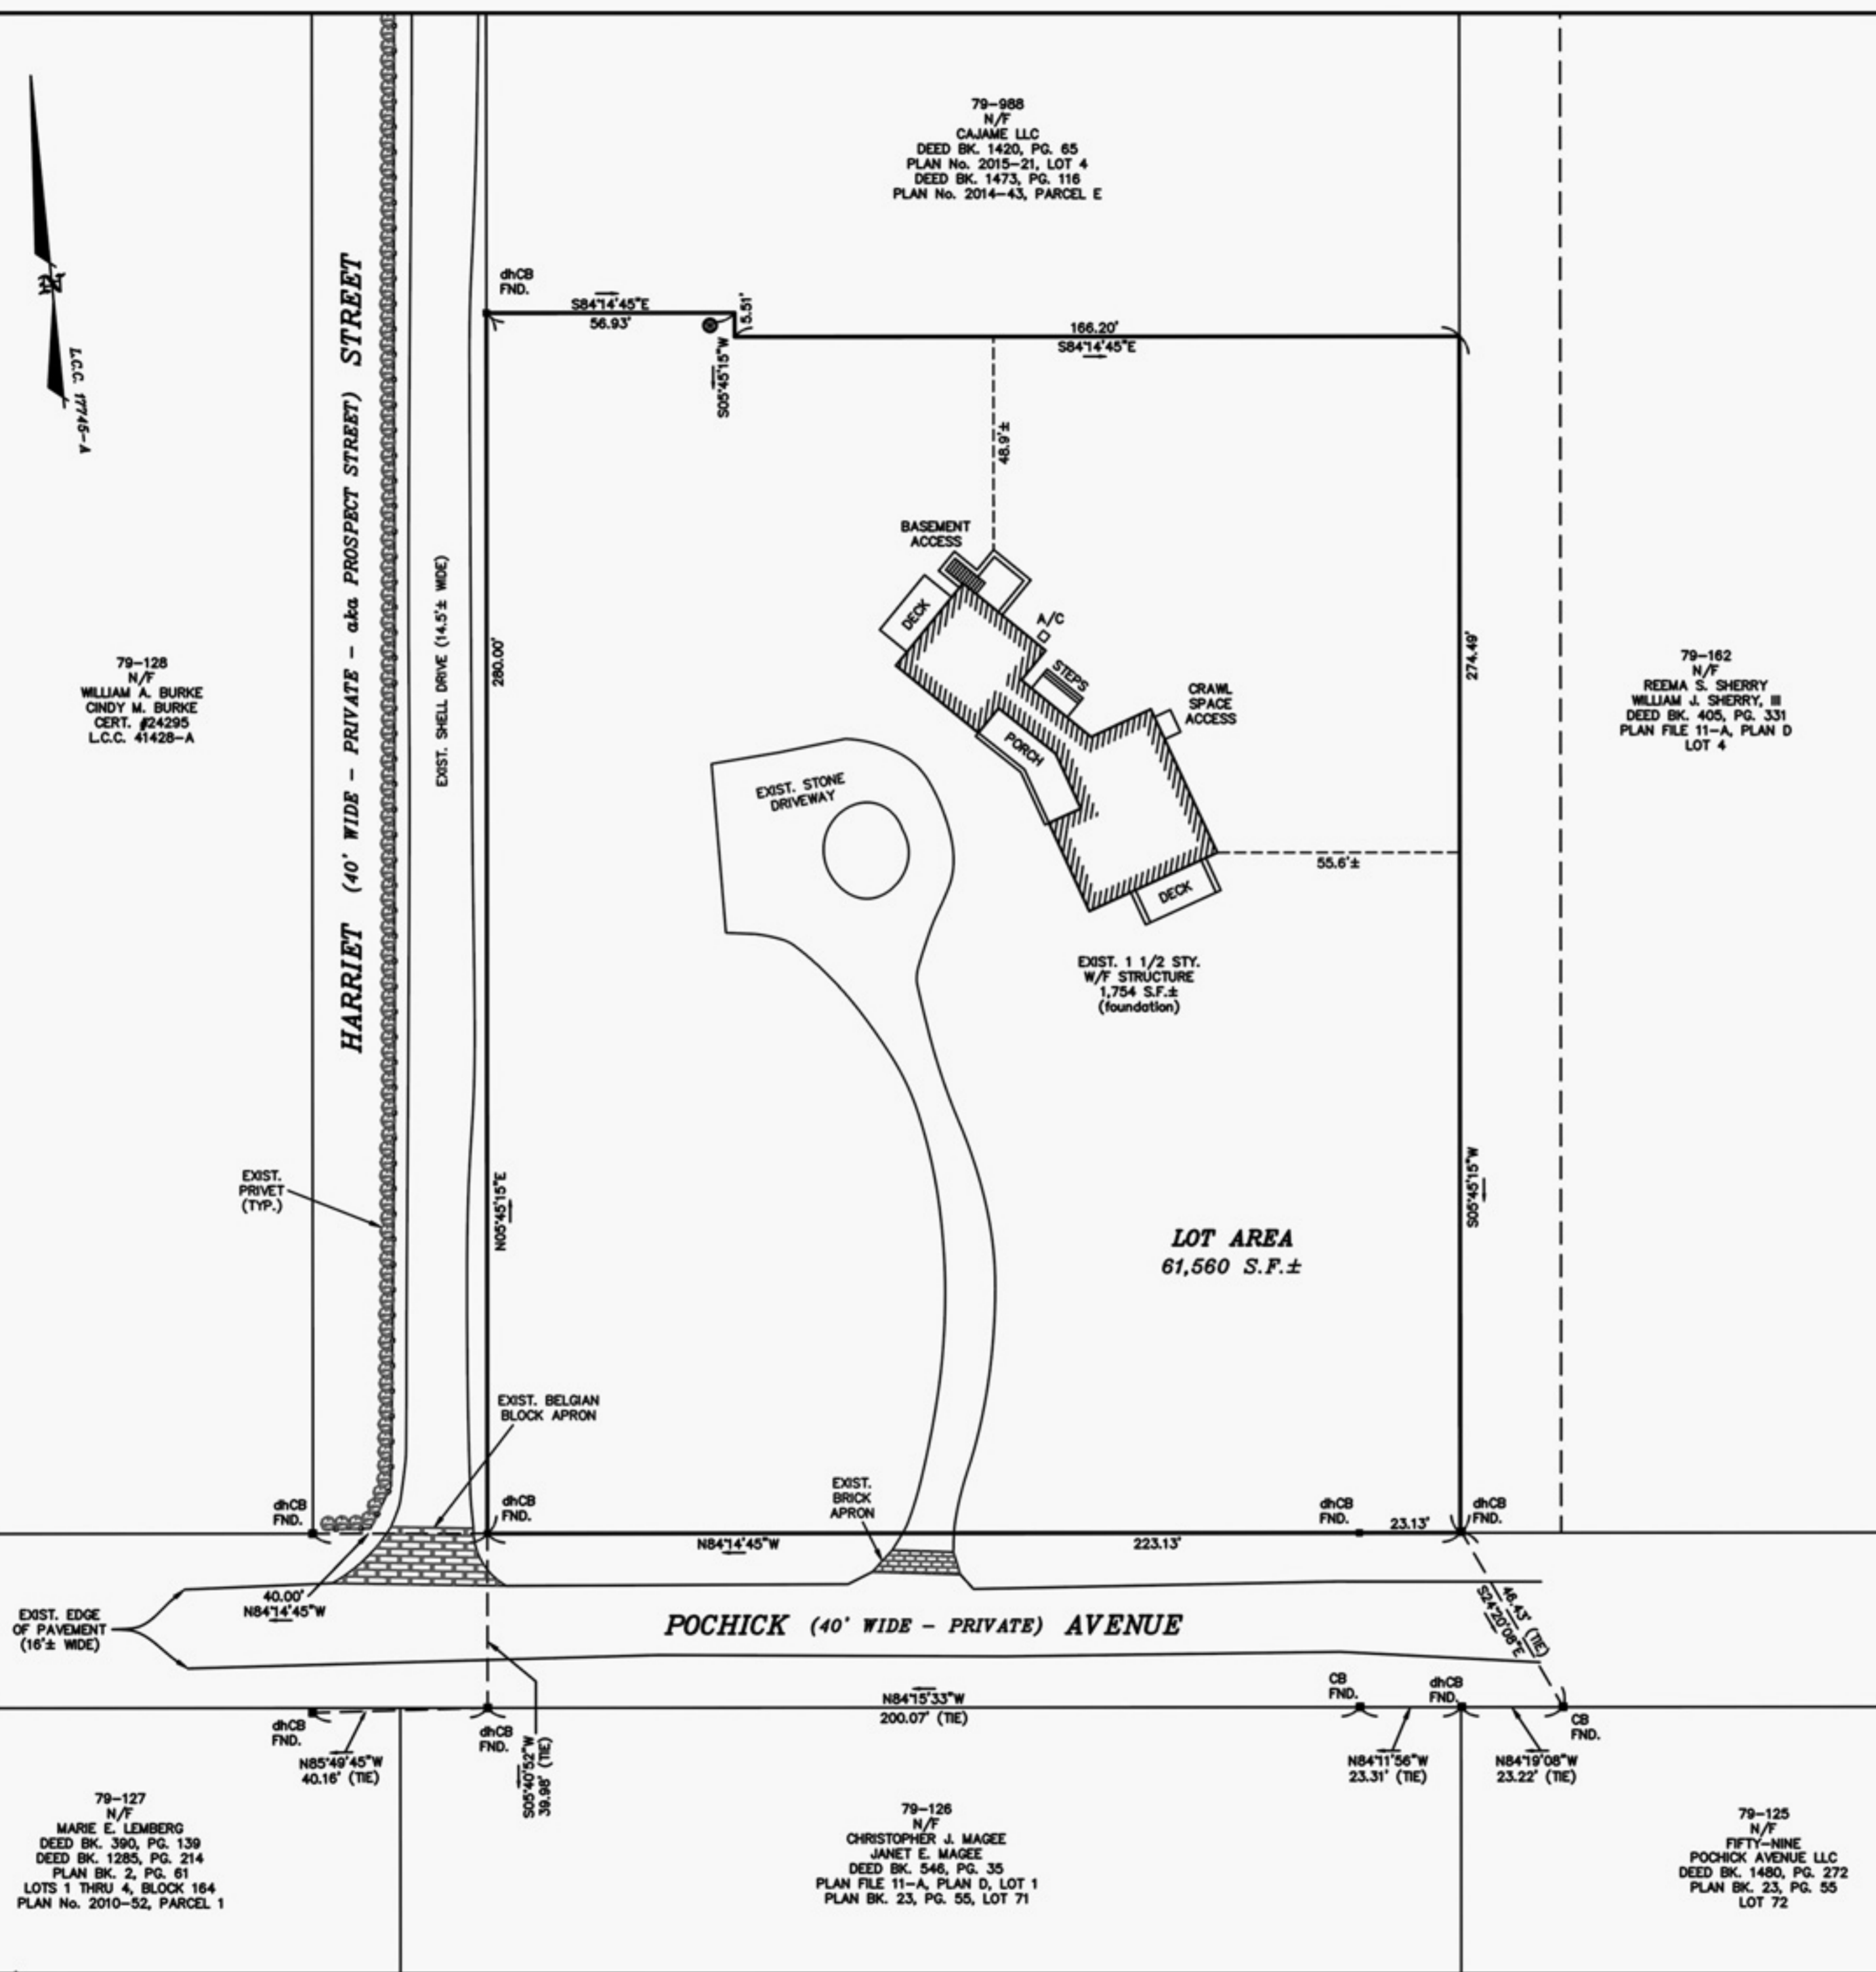 79-988
N/F
CAJAME LLC
DEED BK. 1420, PG. 65
PLAN No. 2015-21, LOT 4
DEED BK. 1473, PG. 116
PLAN No. 2014-43, PARCEL E
N
L.C.C. 17745-A
HARRIET (40' WIDE - PRIVATE - aka PROSPECT STREET) STREET
EXIST. SHELL DRIVE (14.5'± WIDE)
dhCB
FND.
S84°14'45"E
56.93'
5.51'
S05°45'15"W
166.20'
S84°14'45"E
48.9'±
BASEMENT
ACCESS
DECK
A/C
STEPS
CRAWL
SPACE
ACCESS
PORCH
DECK
55.6'±
280.00'
N05°45'15"E
274.49'
S05°45'15"W
79-128
N/F
WILLIAM A. BURKE
CINDY M. BURKE
CERT. #24295
L.C.C. 41428-A
79-162
N/F
REEMA S. SHERRY
WILLIAM J. SHERRY, III
DEED BK. 405, PG. 331
PLAN FILE 11-A, PLAN D
LOT 4
EXIST. STONE
DRIVEWAY
EXIST. 1 1/2 STY.
W/F STRUCTURE
1,754 S.F.±
(foundation)
EXIST.
PRIVET
(TYP.)
LOT AREA
61,560 S.F.±
EXIST. BELGIAN
BLOCK APRON
EXIST.
BRICK
APRON
dhCB
FND.
dhCB
FND.
dhCB
FND.
dhCB
FND.
23.13'
N84°14'45"W
223.13'
40.00'
N84°14'45"W
EXIST. EDGE
OF PAVEMENT
(16'± WIDE)
POCHICK (40' WIDE - PRIVATE) AVENUE
46.43' (TIE)
S24°20'08"E
N84°15'33"W
200.07' (TIE)
CB
FND.
dhCB
FND.
CB
FND.
dhCB
FND.
dhCB
FND.
N85°49'45"W
40.16' (TIE)
S05°40'52"W
39.98' (TIE)
N84°11'56"W
23.31' (TIE)
N84°19'08"W
23.22' (TIE)
79-127
N/F
MARIE E. LEMBERG
DEED BK. 390, PG. 139
DEED BK. 1285, PG. 214
PLAN BK. 2, PG. 61
LOTS 1 THRU 4, BLOCK 164
PLAN No. 2010-52, PARCEL 1
79-126
N/F
CHRISTOPHER J. MAGEE
JANET E. MAGEE
DEED BK. 546, PG. 35
PLAN FILE 11-A, PLAN D, LOT 1
PLAN BK. 23, PG. 55, LOT 71
79-125
N/F
FIFTY-NINE
POCHICK AVENUE LLC
DEED BK. 1480, PG. 272
PLAN BK. 23, PG. 55
LOT 72